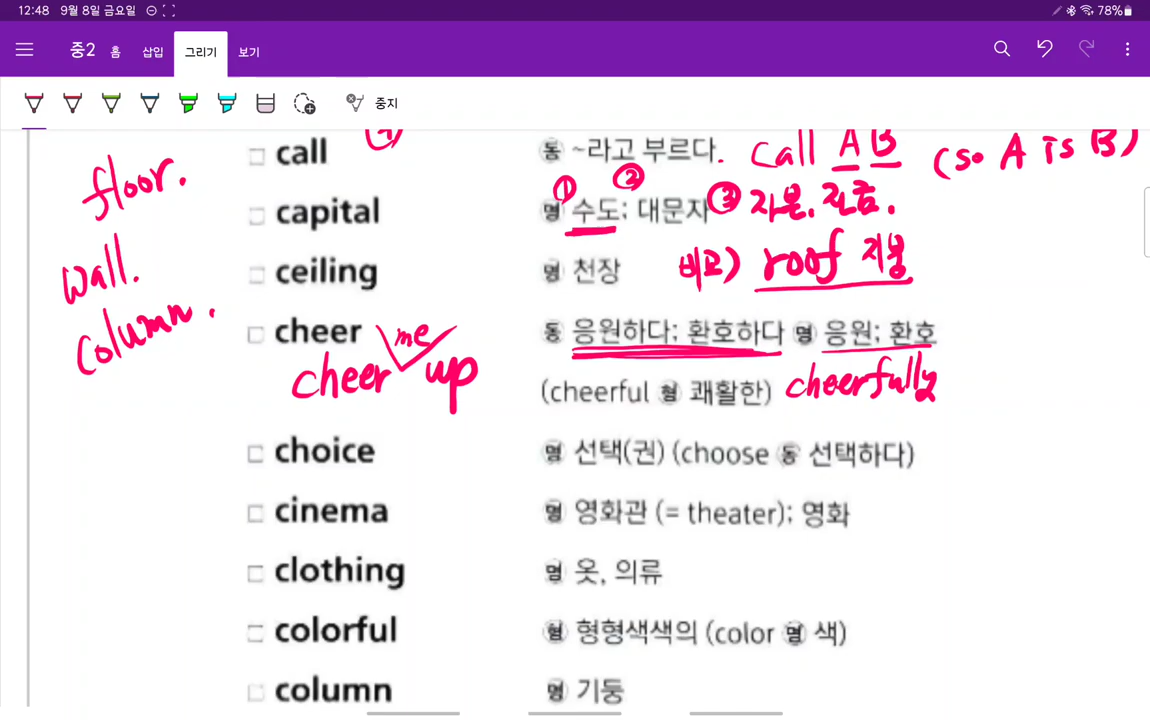 12:48 9월 8일 금요일 78%
중2 홈 삽입 그리기 보기
중지
call 동 ~라고 부르다. call A B (so A is B)
floor.
capital 명 ① 수도; ② 대문자 ③ 자본.
wall.
ceiling 명 천장 비교) roof 지붕
column.
cheer 동 응원하다; 환호하다 명 응원; 환호
cheer me up (cheerful 형 쾌활한) cheerfully
choice 명 선택(권) (choose 동 선택하다)
cinema 명 영화관 (= theater); 영화
clothing 명 옷, 의류
colorful 형 형형색색의 (color 명 색)
column 명 기둥